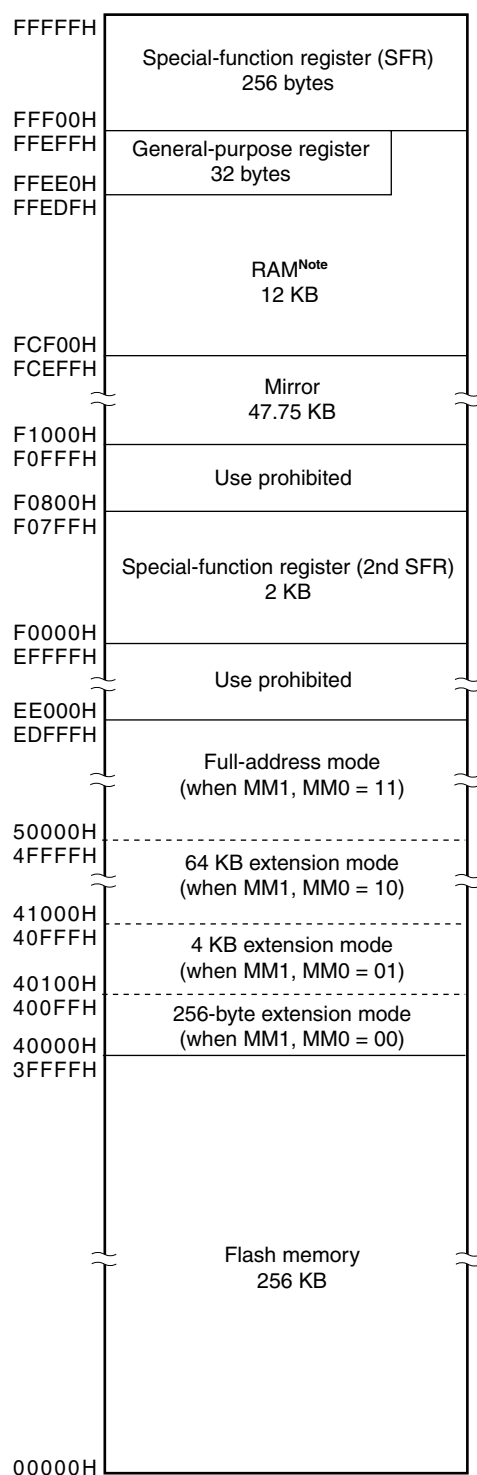 FFFFFH
Special-function register (SFR)
256 bytes
FFF00H
FFEFFH
General-purpose register
32 bytes
FFEE0H
FFEDFH
RAMNote
12 KB
FCF00H
FCEFFH
Mirror
47.75 KB
F1000H
F0FFFH
Use prohibited
F0800H
F07FFH
Special-function register (2nd SFR)
2 KB
F0000H
EFFFFH
Use prohibited
EE000H
EDFFFH
Full-address mode
(when MM1, MM0 = 11)
50000H
4FFFFH
64 KB extension mode
(when MM1, MM0 = 10)
41000H
40FFFH
4 KB extension mode
(when MM1, MM0 = 01)
40100H
400FFH
256-byte extension mode
(when MM1, MM0 = 00)
40000H
3FFFFH
Flash memory
256 KB
00000H